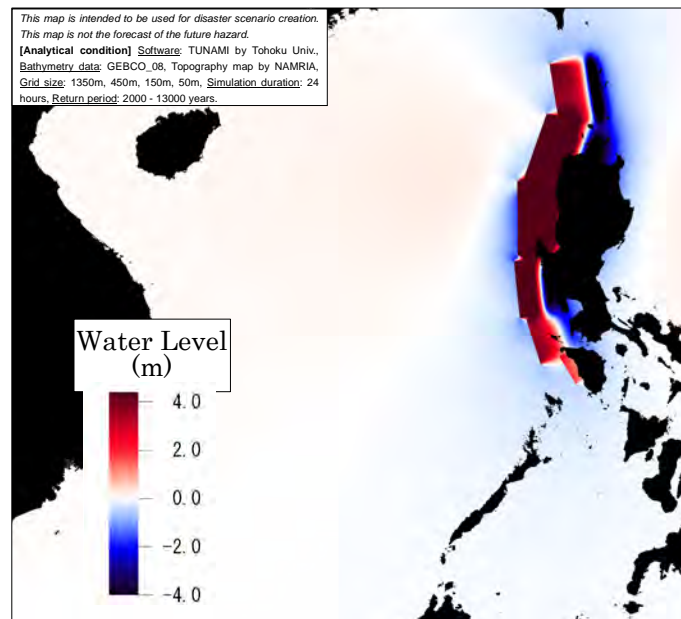 This map is intended to be used for disaster scenario creation.
This map is not the forecast of the future hazard.
[Analytical condition] Software: TUNAMI by Tohoku Univ.,
Bathymetry data: GEBCO_08, Topography map by NAMRIA,
Grid size: 1350m, 450m, 150m, 50m, Simulation duration: 24
hours, Return period: 2000 - 13000 years.
Water Level
(m)
4.0
2.0
0.0
-2.0
-4.0